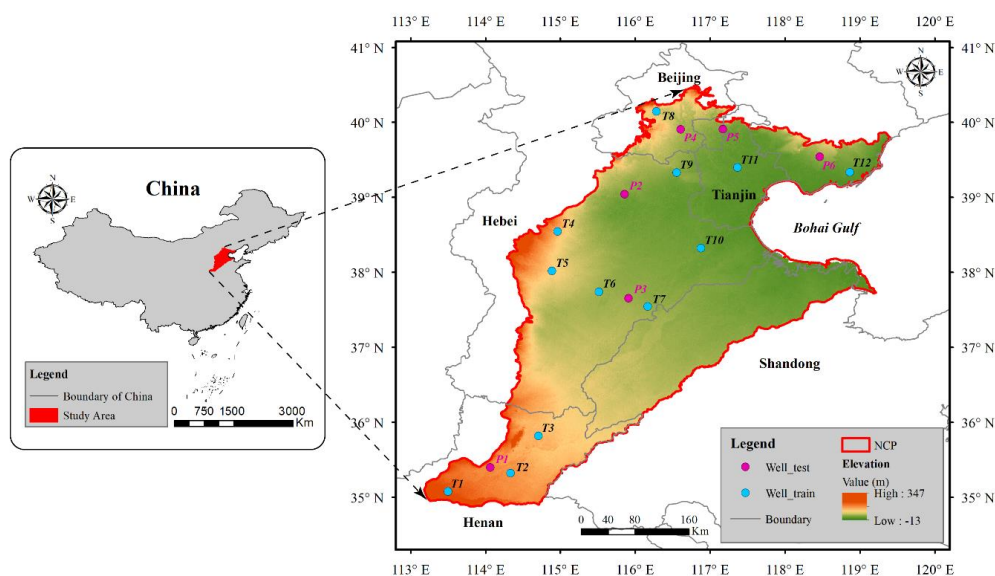 113° E 114° E 115° E 116° E 117° E 118° E 119° E 120° E
41° N 41° N
40° N 40° N
39° N 39° N
38° N 38° N
37° N 37° N
36° N 36° N
35° N 35° N
113° E 114° E 115° E 116° E 117° E 118° E 119° E 120° E
China
N
W E
S
Legend
Boundary of China
Study Area
0 750 1500 3000
Km
N
W E
S
Beijing
T8
P4
P5
P6
T12
T9
T11
P2
Tianjin
Hebei
T4
Bohai Gulf
T10
T5
T6
P3
T7
Shandong
T3
P1
T2
T1
Henan
0 40 80 120 160
Km
Legend
Well_test
Well_train
Boundary
NCP
Elevation
Value (m)
High : 347
Low : -13